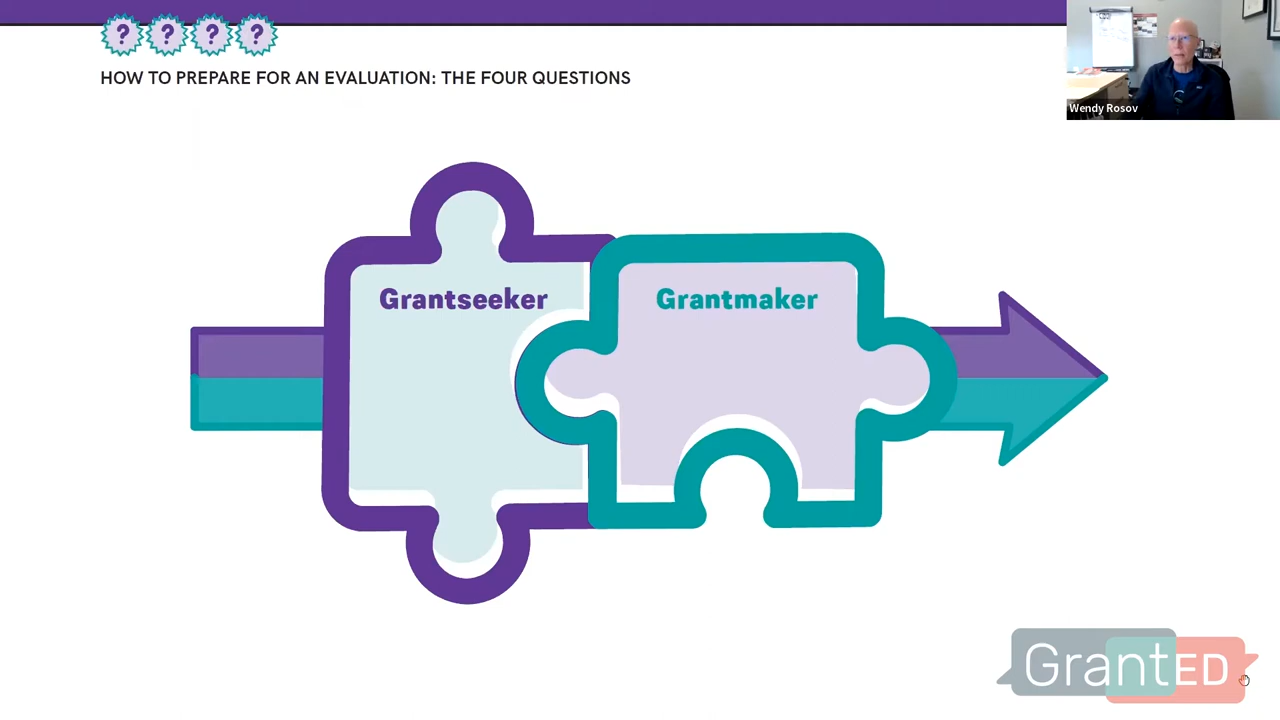 ? ? ? ?
HOW TO PREPARE FOR AN EVALUATION: THE FOUR QUESTIONS
Wendy Rosov
Grantseeker
Grantmaker
GrantED